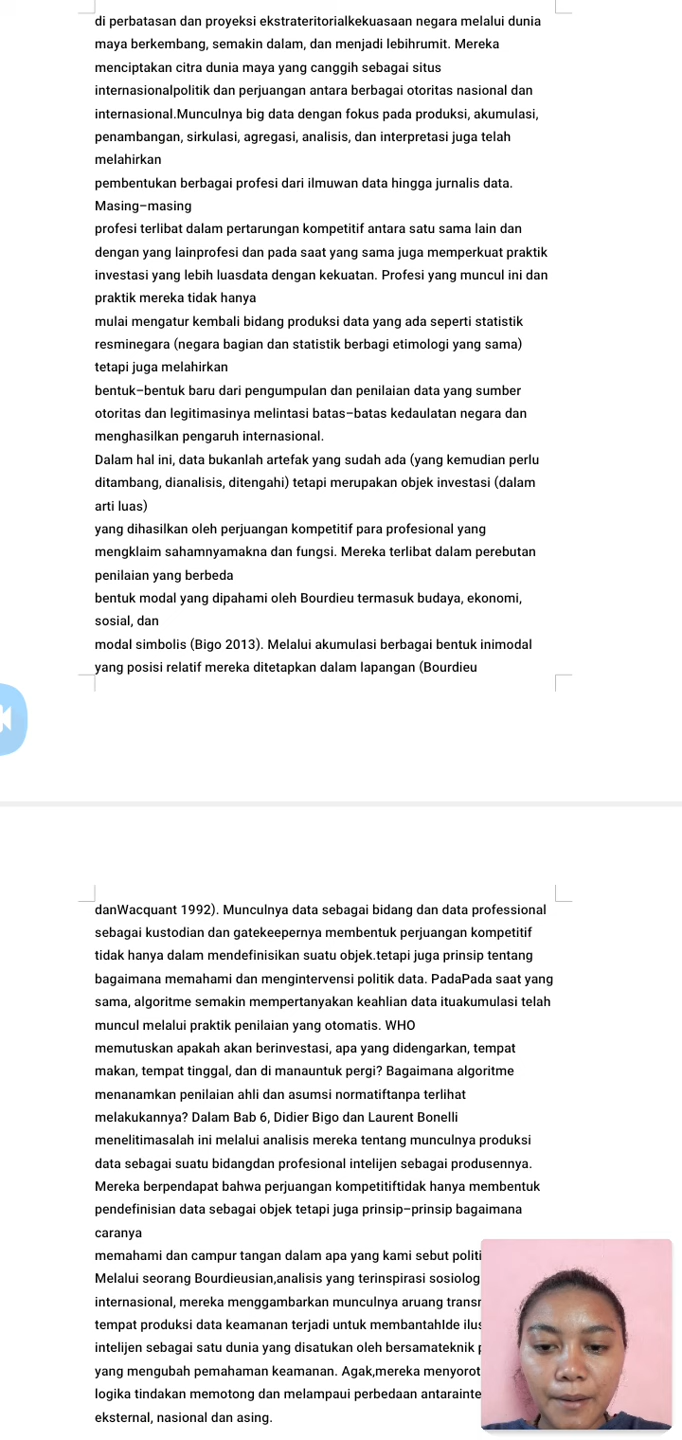 di perbatasan dan proyeksi ekstrateritorialkekuasaan negara melalui dunia
maya berkembang, semakin dalam, dan menjadi lebihrumit. Mereka
menciptakan citra dunia maya yang canggih sebagai situs
internasionalpolitik dan perjuangan antara berbagai otoritas nasional dan
internasional.Munculnya big data dengan fokus pada produksi, akumulasi,
penambangan, sirkulasi, agregasi, analisis, dan interpretasi juga telah
melahirkan
pembentukan berbagai profesi dari ilmuwan data hingga jurnalis data.
Masing-masing
profesi terlibat dalam pertarungan kompetitif antara satu sama lain dan
dengan yang lainprofesi dan pada saat yang sama juga memperkuat praktik
investasi yang lebih luasdata dengan kekuatan. Profesi yang muncul ini dan
praktik mereka tidak hanya
mulai mengatur kembali bidang produksi data yang ada seperti statistik
resminegara (negara bagian dan statistik berbagi etimologi yang sama)
tetapi juga melahirkan
bentuk-bentuk baru dari pengumpulan dan penilaian data yang sumber
otoritas dan legitimasinya melintasi batas-batas kedaulatan negara dan
menghasilkan pengaruh internasional.
Dalam hal ini, data bukanlah artefak yang sudah ada (yang kemudian perlu
ditambang, dianalisis, ditengahi) tetapi merupakan objek investasi (dalam
arti luas)
yang dihasilkan oleh perjuangan kompetitif para profesional yang
mengklaim sahamnyamakna dan fungsi. Mereka terlibat dalam perebutan
penilaian yang berbeda
bentuk modal yang dipahami oleh Bourdieu termasuk budaya, ekonomi,
sosial, dan
modal simbolis (Bigo 2013). Melalui akumulasi berbagai bentuk inimodal
yang posisi relatif mereka ditetapkan dalam lapangan (Bourdieu
danWacquant 1992). Munculnya data sebagai bidang dan data professional
sebagai kustodian dan gatekeepernya membentuk perjuangan kompetitif
tidak hanya dalam mendefinisikan suatu objek.tetapi juga prinsip tentang
bagaimana memahami dan mengintervensi politik data. PadaPada saat yang
sama, algoritme semakin mempertanyakan keahlian data ituakumulasi telah
muncul melalui praktik penilaian yang otomatis. WHO
memutuskan apakah akan berinvestasi, apa yang didengarkan, tempat
makan, tempat tinggal, dan di manauntuk pergi? Bagaimana algoritme
menanamkan penilaian ahli dan asumsi normatiftanpa terlihat
melakukannya? Dalam Bab 6, Didier Bigo dan Laurent Bonelli
menelitimasalah ini melalui analisis mereka tentang munculnya produksi
data sebagai suatu bidangdan profesional intelijen sebagai produsennya.
Mereka berpendapat bahwa perjuangan kompetitiftidak hanya membentuk
pendefinisian data sebagai objek tetapi juga prinsip-prinsip bagaimana
caranya
memahami dan campur tangan dalam apa yang kami sebut politi
Melalui seorang Bourdieusian,analisis yang terinspirasi sosiolog
internasional, mereka menggambarkan munculnya aruang transn
tempat produksi data keamanan terjadi untuk membantahIde ilus
intelijen sebagai satu dunia yang disatukan oleh bersamateknik
yang mengubah pemahaman keamanan. Agak,mereka menyorot
logika tindakan memotong dan melampaui perbedaan antarainte
eksternal, nasional dan asing.